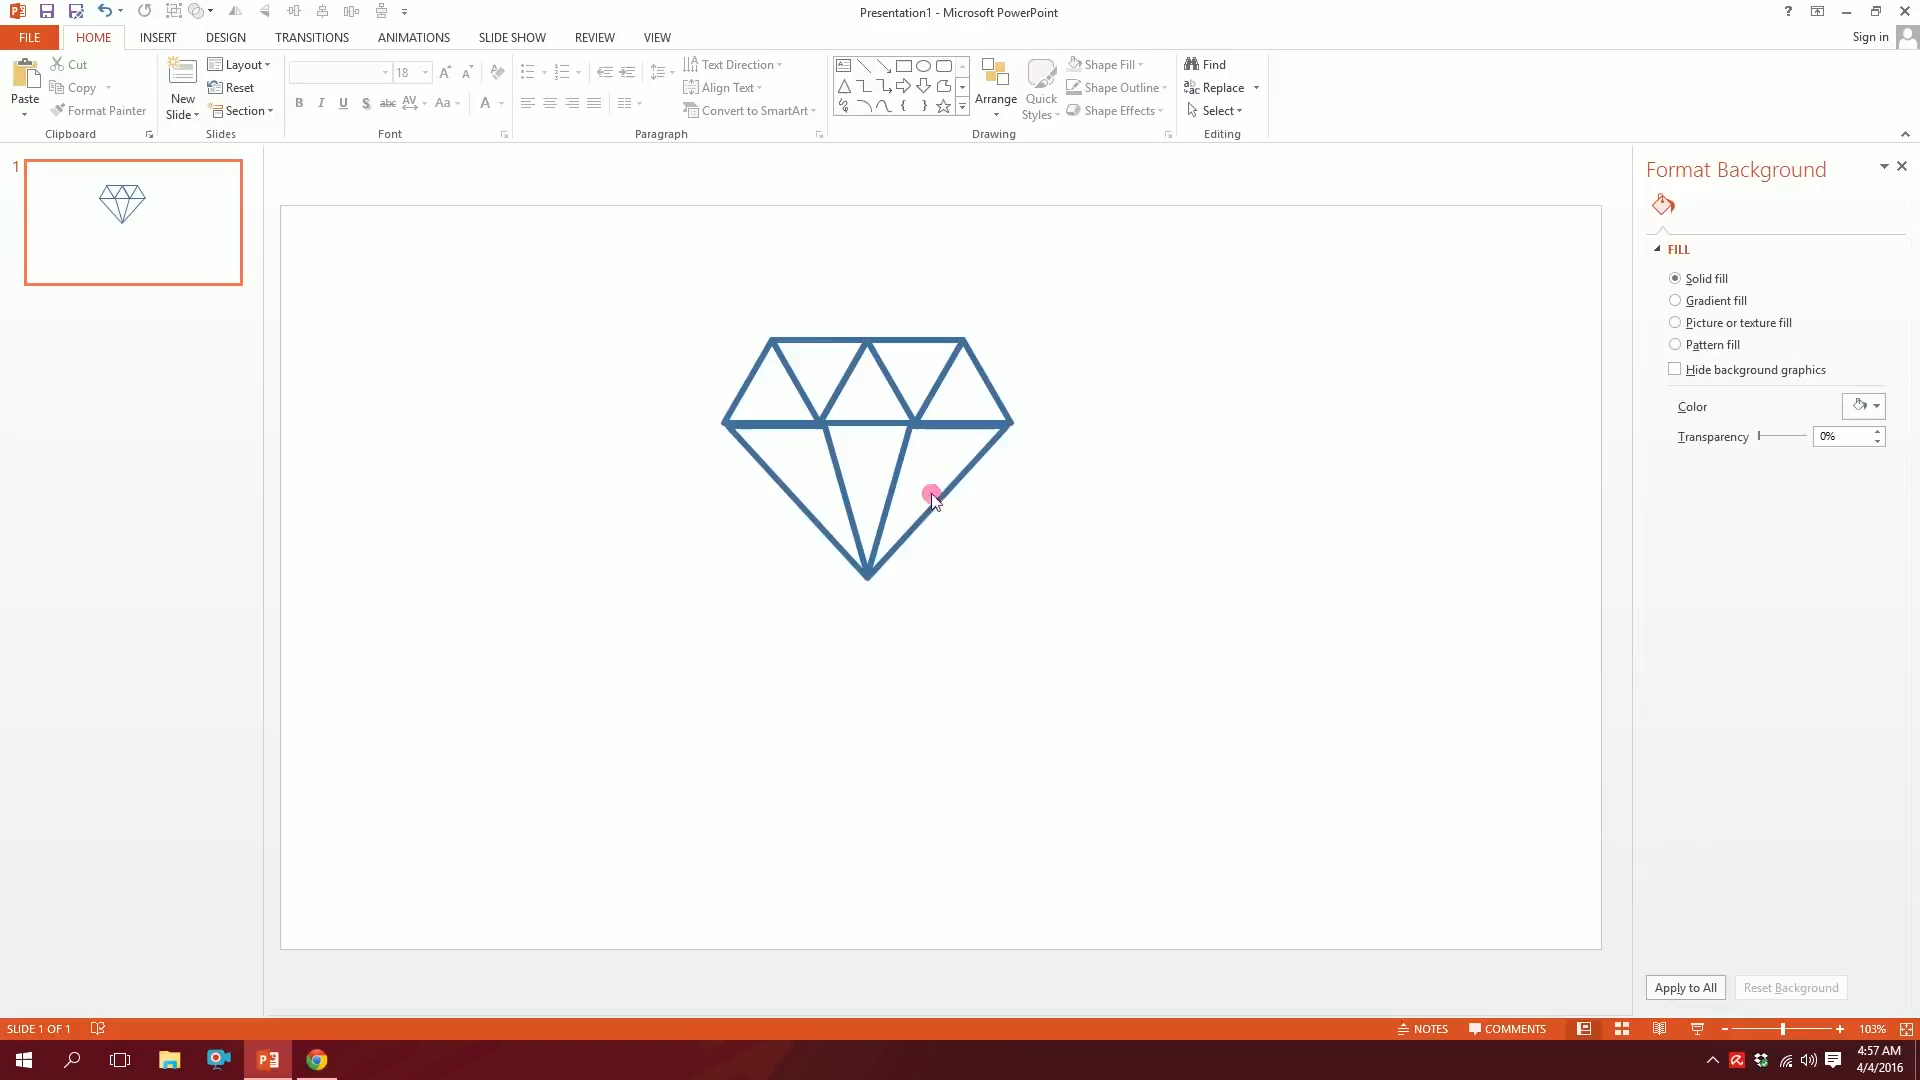 Presentation1 - Microsoft PowerPoint
FILE HOME INSERT DESIGN TRANSITIONS ANIMATIONS SLIDE SHOW REVIEW VIEW
Sign in
Paste
Cut
Copy
Format Painter
Clipboard
New
Slide
Layout
Reset
Section
Slides
18
B I U S abc AV Aa A
Font
Text Direction
Align Text
Convert to SmartArt
Paragraph
Arrange
Quick
Styles
Shape Fill
Shape Outline
Shape Effects
Drawing
Find
Replace
Select
Editing
1
Format Background
FILL
Solid fill
Gradient fill
Picture or texture fill
Pattern fill
Hide background graphics
Color
Transparency 0%
Apply to All Reset Background
SLIDE 1 OF 1 NOTES COMMENTS 103%
4:57 AM
4/4/2016